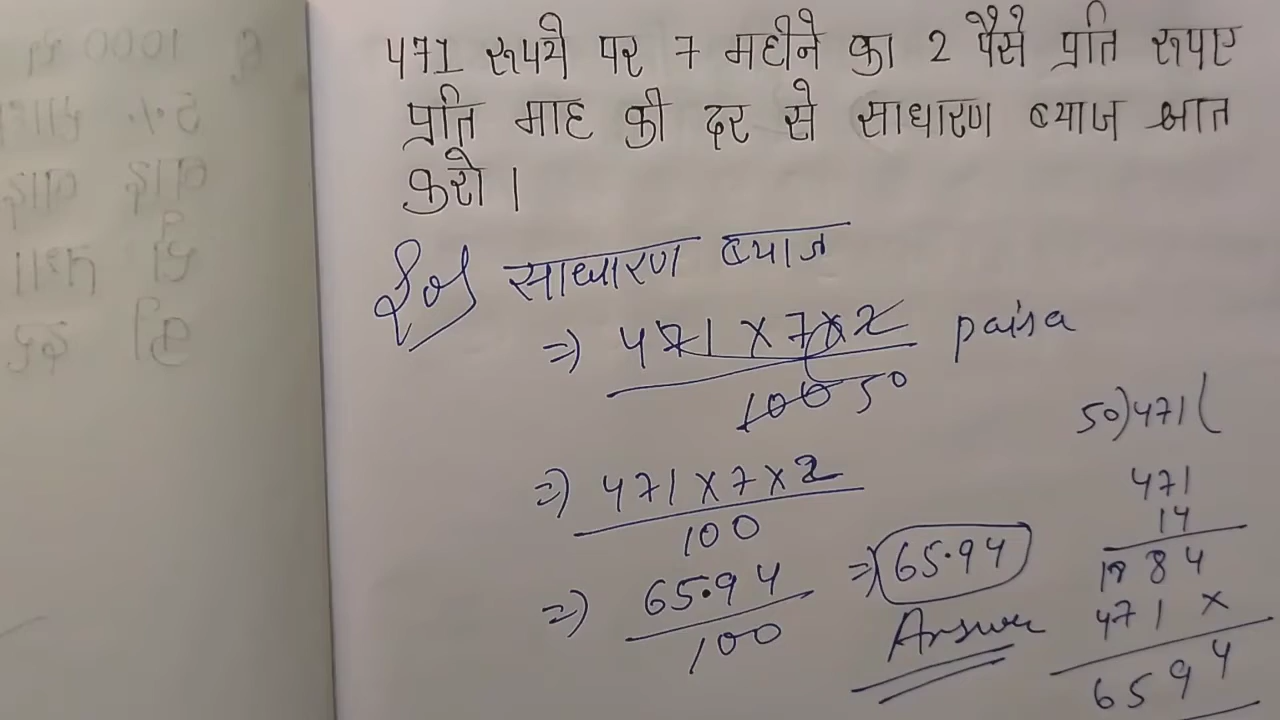 471 रूपये पर 7 महीने का 2 पैसे प्रति रूपए
प्रति माह की दर से साधारण ब्याज ज्ञात
करो।
Sol साधारण ब्याज
=) 471 x 7 x 2 paisa
100 50
=) 471 x 7 x 2
100
=) 65.94
100
=) 65.94
Answer
50)471(
471
14
1884
471 x
6594